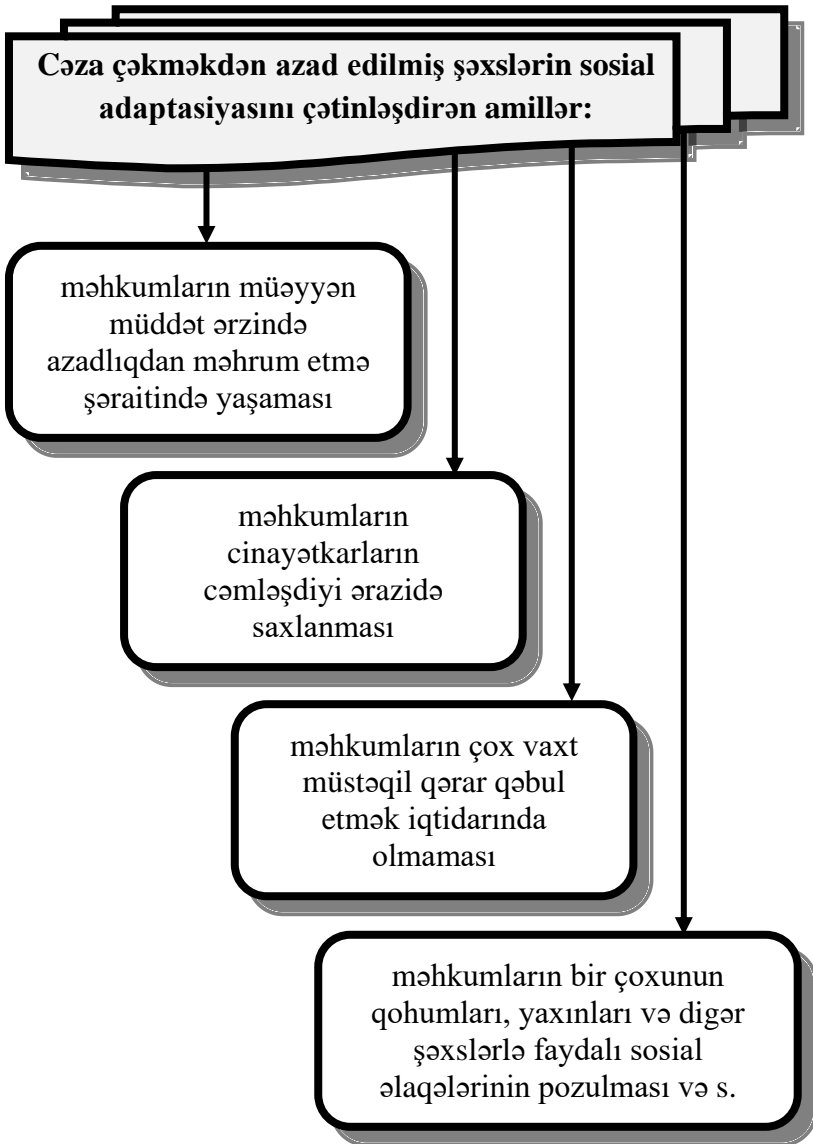 Cəza çəkməkdən azad edilmiş şəxslərin sosial
adaptasiyasını çətinləşdirən amillər:
məhkumların müəyyən
müddət ərzində
azadlıqdan məhrum etmə
şəraitində yaşaması
məhkumların
cinayətkarların
cəmləşdiyi ərazidə
saxlanması
məhkumların çox vaxt
müstəqil qərar qəbul
etmək iqtidarında
olmaması
məhkumların bir çoxunun
qohumları, yaxınları və digər
şəxslərlə faydalı sosial
əlaqələrinin pozulması və s.